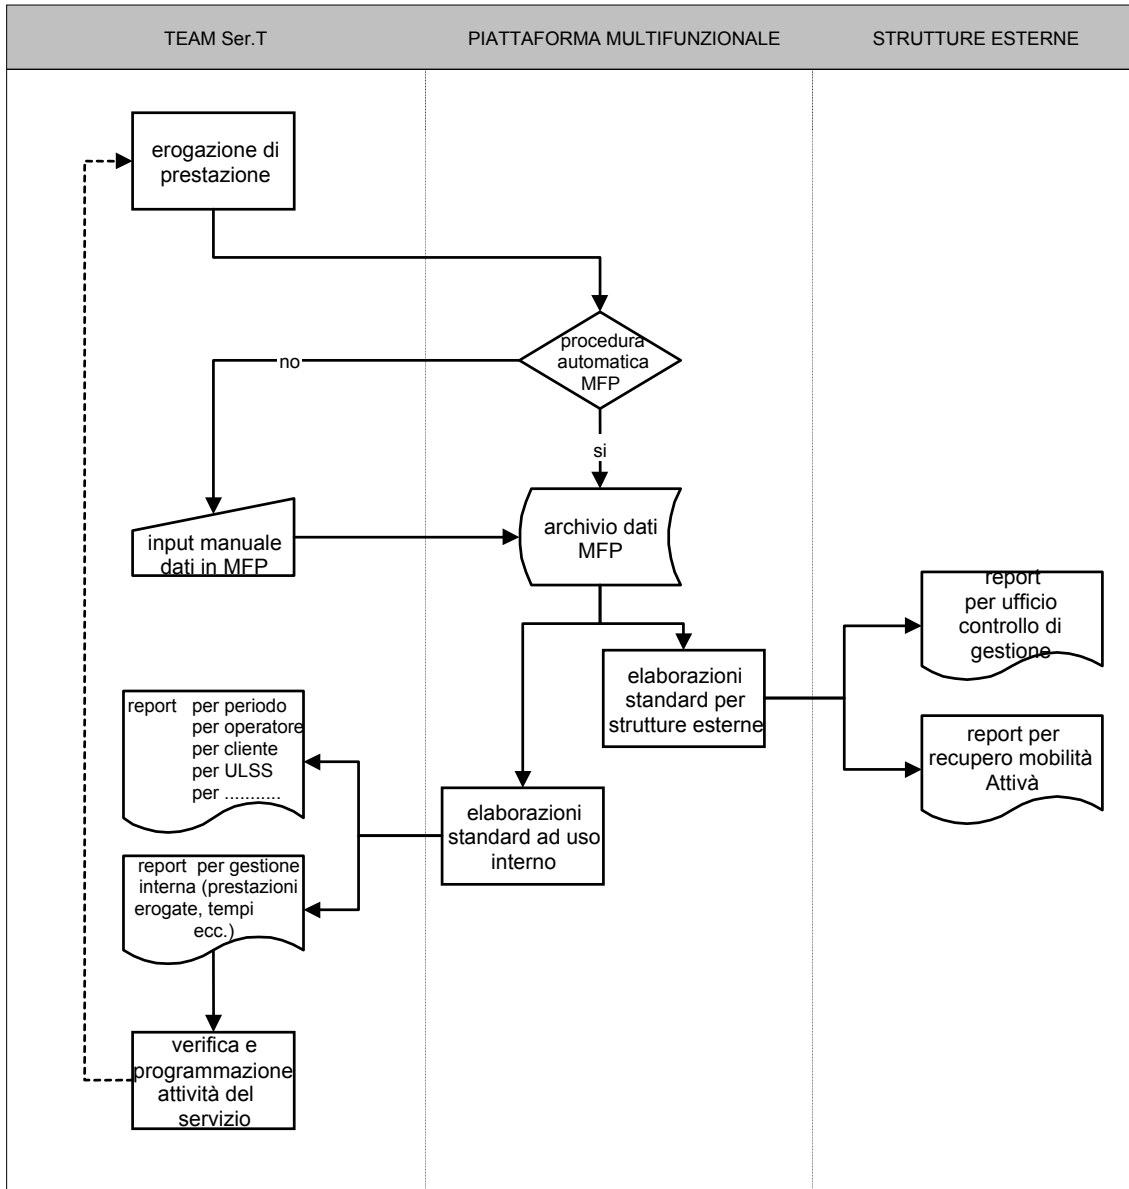 TEAM Ser.T
PIATTAFORMA MULTIFUNZIONALE
STRUTTURE ESTERNE
erogazione di
prestazione
procedura
automatica
MFP
no
si
input manuale
dati in MFP
archivio dati
MFP
report
per ufficio
controllo di
gestione
elaborazioni
standard per
strutture esterne
report per periodo
per operatore
per cliente
per ULSS
per ...........
report per
recupero mobilità
Attivà
elaborazioni
standard ad uso
interno
report per gestione
interna (prestazioni
erogate, tempi
ecc.)
verifica e
programmazione
attività del
servizio